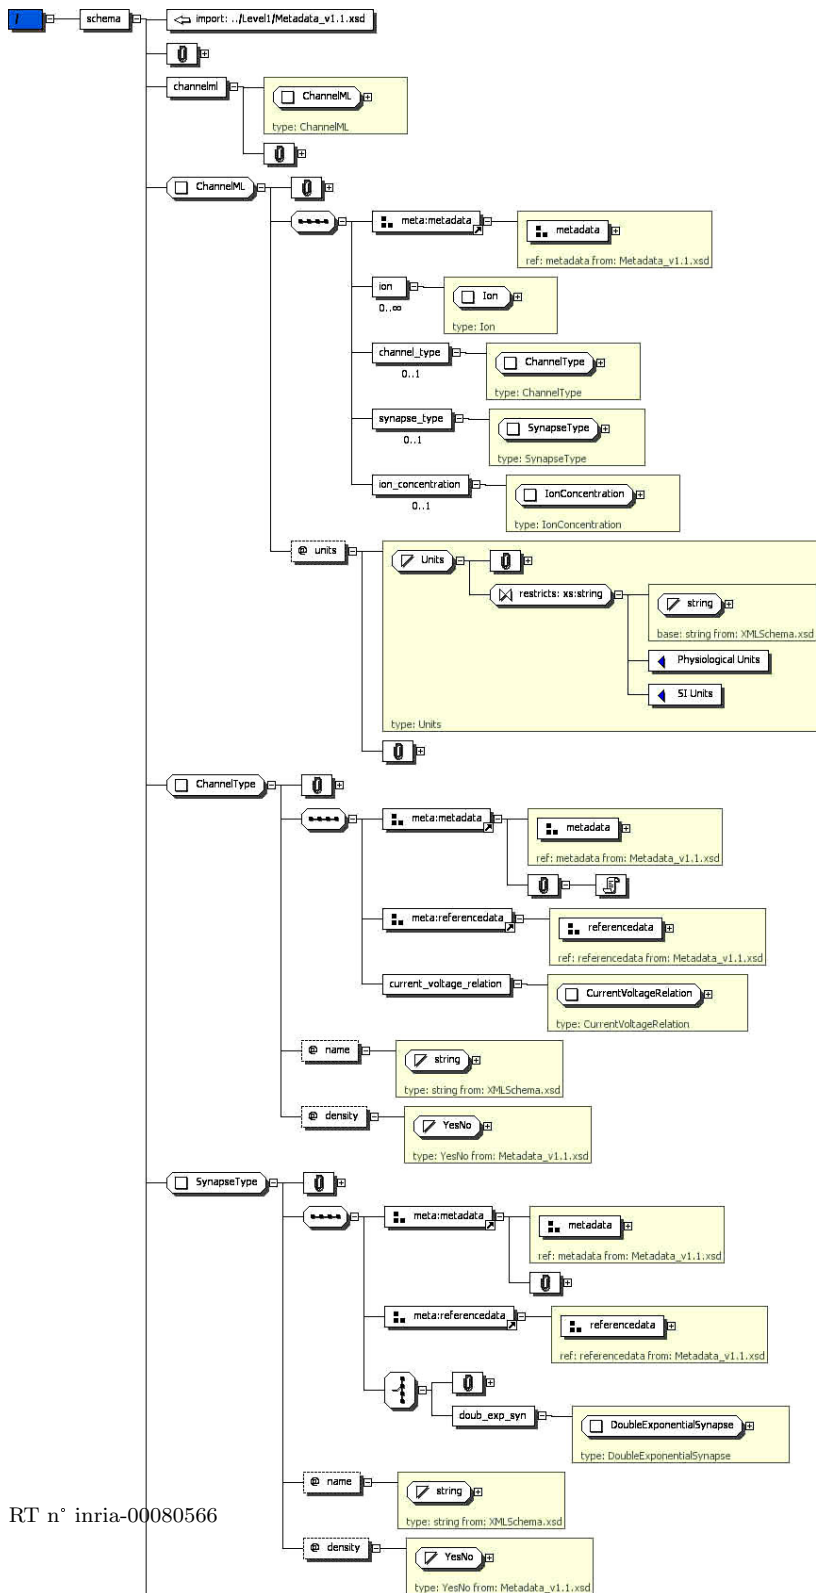 /
schema
import: ../Level1/Metadata_v1.1.xsd
channelml
ChannelML
type: ChannelML
ChannelML
meta:metadata
metadata
ref: metadata from: Metadata_v1.1.xsd
ion
0..∞
Ion
type: Ion
channel_type
0..1
ChannelType
type: ChannelType
synapse_type
0..1
SynapseType
type: SynapseType
ion_concentration
0..1
IonConcentration
type: IonConcentration
@ units
Units
restricts: xs:string
string
base: string from: XMLSchema.xsd
Physiological Units
SI Units
type: Units
ChannelType
meta:metadata
metadata
ref: metadata from: Metadata_v1.1.xsd
meta:referencedata
referencedata
ref: referencedata from: Metadata_v1.1.xsd
current_voltage_relation
CurrentVoltageRelation
type: CurrentVoltageRelation
@ name
string
type: string from: XMLSchema.xsd
@ density
YesNo
type: YesNo from: Metadata_v1.1.xsd
SynapseType
meta:metadata
metadata
ref: metadata from: Metadata_v1.1.xsd
meta:referencedata
referencedata
ref: referencedata from: Metadata_v1.1.xsd
doub_exp_syn
DoubleExponentialSynapse
type: DoubleExponentialSynapse
@ name
string
type: string from: XMLSchema.xsd
RT n° inria-00080566
@ density
YesNo
type: YesNo from: Metadata_v1.1.xsd